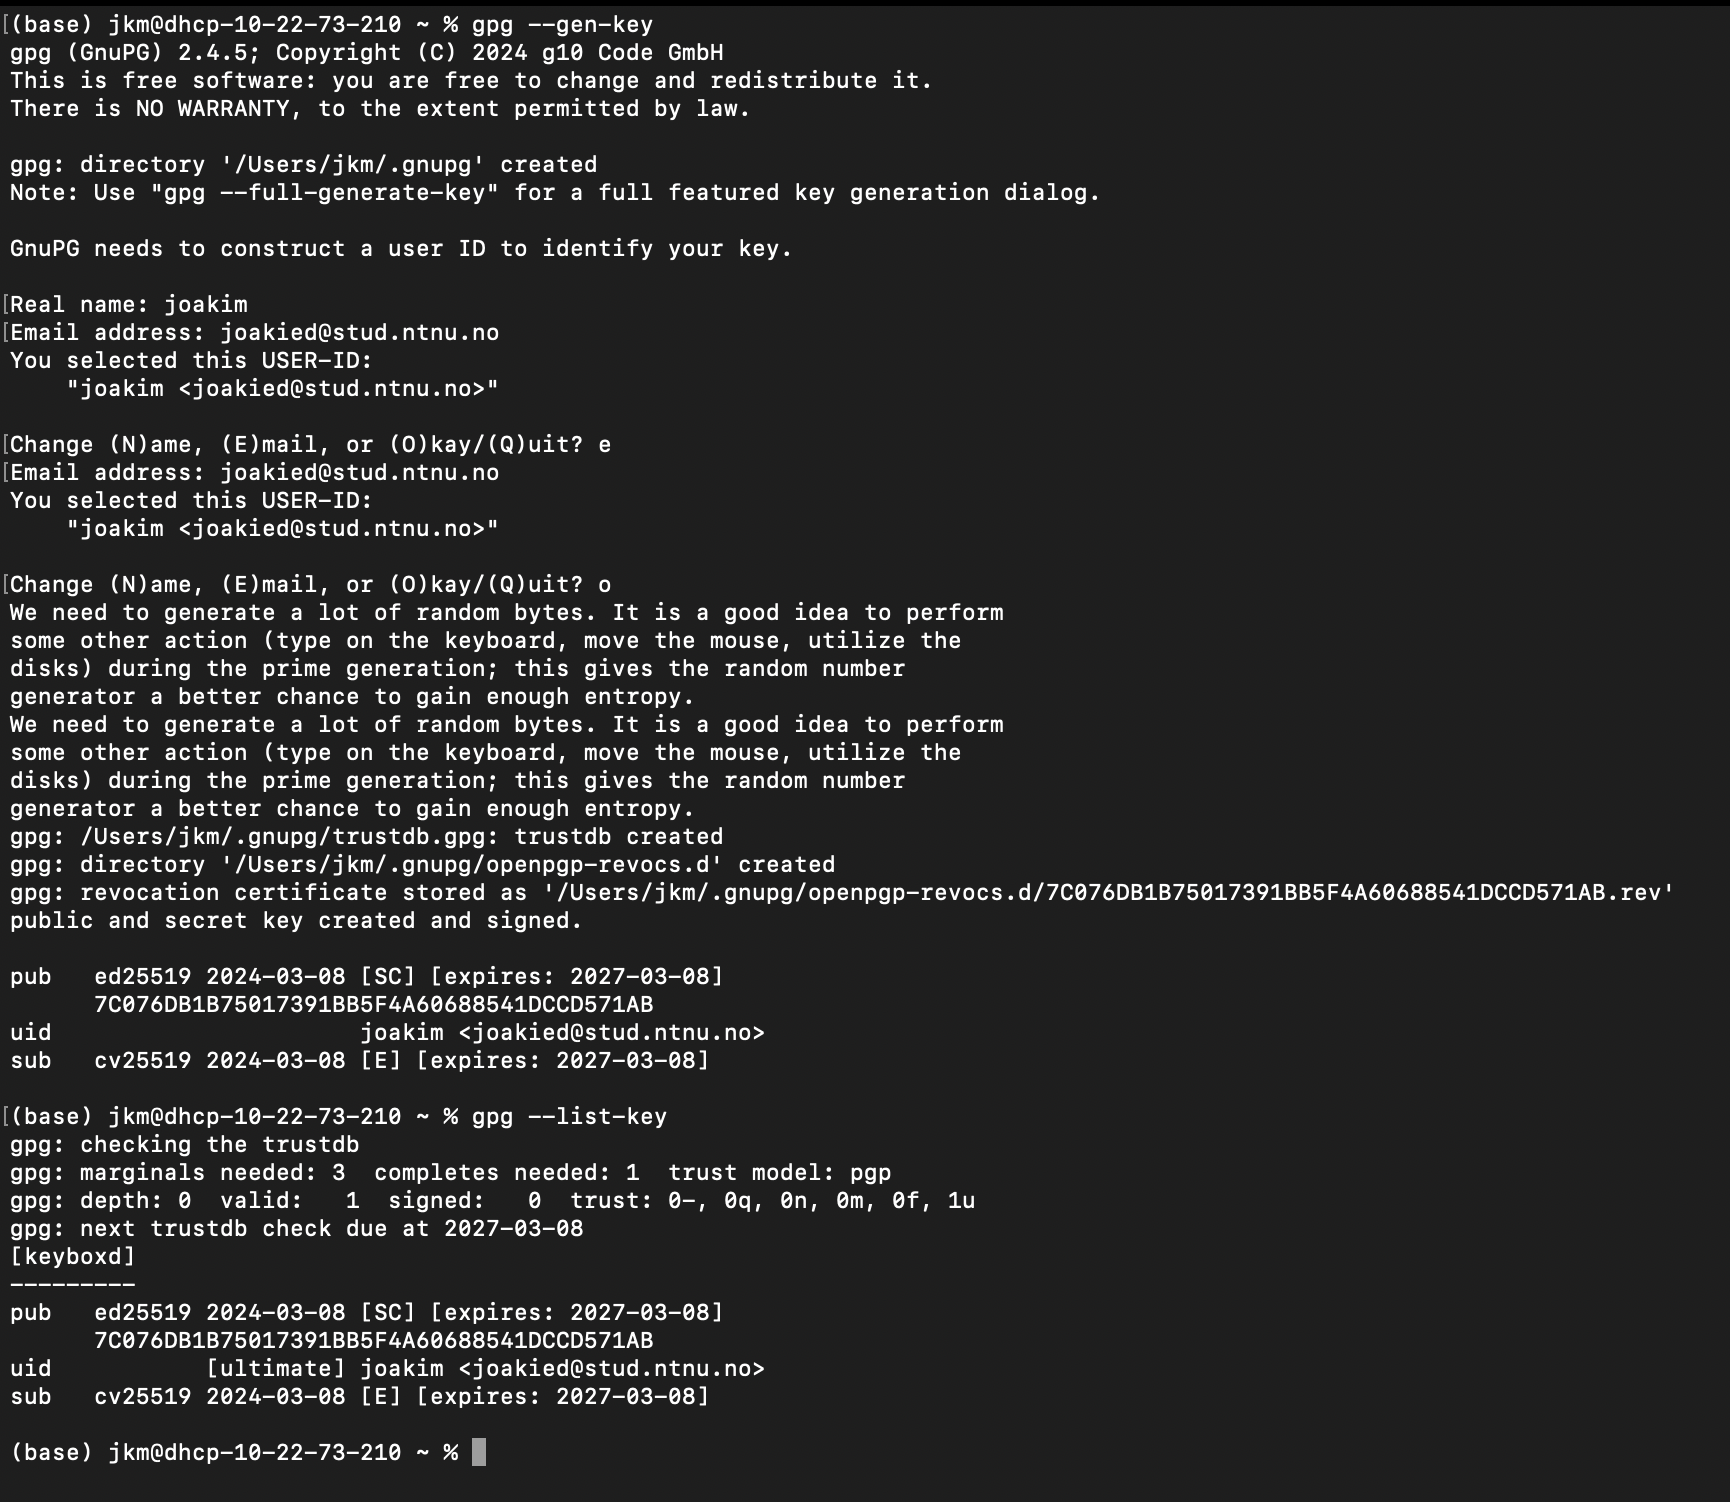 [(base) jkm@dhcp-10-22-73-210 ~ % gpg --gen-key
gpg (GnuPG) 2.4.5; Copyright (C) 2024 g10 Code GmbH
This is free software: you are free to change and redistribute it.
There is NO WARRANTY, to the extent permitted by law.

gpg: directory '/Users/jkm/.gnupg' created
Note: Use "gpg --full-generate-key" for a full featured key generation dialog.

GnuPG needs to construct a user ID to identify your key.

[Real name: joakim
[Email address: joakied@stud.ntnu.no
You selected this USER-ID:
    "joakim <joakied@stud.ntnu.no>"

[Change (N)ame, (E)mail, or (O)kay/(Q)uit? e
[Email address: joakied@stud.ntnu.no
You selected this USER-ID:
    "joakim <joakied@stud.ntnu.no>"

[Change (N)ame, (E)mail, or (O)kay/(Q)uit? o
We need to generate a lot of random bytes. It is a good idea to perform
some other action (type on the keyboard, move the mouse, utilize the
disks) during the prime generation; this gives the random number
generator a better chance to gain enough entropy.
We need to generate a lot of random bytes. It is a good idea to perform
some other action (type on the keyboard, move the mouse, utilize the
disks) during the prime generation; this gives the random number
generator a better chance to gain enough entropy.
gpg: /Users/jkm/.gnupg/trustdb.gpg: trustdb created
gpg: directory '/Users/jkm/.gnupg/openpgp-revocs.d' created
gpg: revocation certificate stored as '/Users/jkm/.gnupg/openpgp-revocs.d/7C076DB1B75017391BB5F4A60688541DCCD571AB.rev'
public and secret key created and signed.

pub   ed25519 2024-03-08 [SC] [expires: 2027-03-08]
      7C076DB1B75017391BB5F4A60688541DCCD571AB
uid                      joakim <joakied@stud.ntnu.no>
sub   cv25519 2024-03-08 [E] [expires: 2027-03-08]

[(base) jkm@dhcp-10-22-73-210 ~ % gpg --list-key
gpg: checking the trustdb
gpg: marginals needed: 3  completes needed: 1  trust model: pgp
gpg: depth: 0  valid:   1  signed:   0  trust: 0-, 0q, 0n, 0m, 0f, 1u
gpg: next trustdb check due at 2027-03-08
[keyboxd]
---------
pub   ed25519 2024-03-08 [SC] [expires: 2027-03-08]
      7C076DB1B75017391BB5F4A60688541DCCD571AB
uid           [ultimate] joakim <joakied@stud.ntnu.no>
sub   cv25519 2024-03-08 [E] [expires: 2027-03-08]

(base) jkm@dhcp-10-22-73-210 ~ %